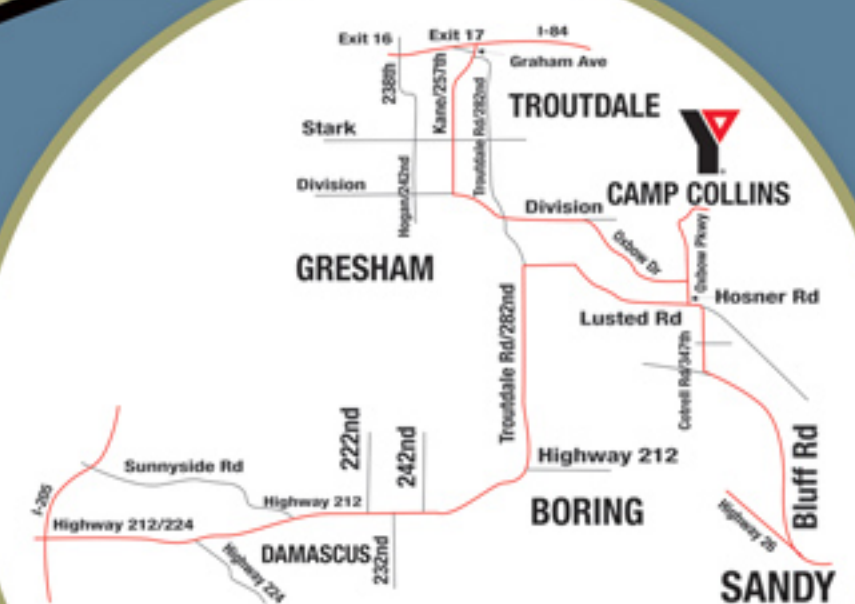 Exit 16
Exit 17
I-84
Graham Ave
238th
Kane/257th
Troutdale Rd/282nd
TROUTDALE
Stark
Y
CAMP COLLINS
Division
Hogan/242nd
Division
Oxbow Dr
Oxbow Pkwy
GRESHAM
Hosner Rd
Lusted Rd
Troutdale Rd/282nd
Cotrell Rd/347th
222nd
242nd
Highway 212
Bluff Rd
Sunnyside Rd
I-205
Highway 212
Highway 212/224
BORING
Highway 26
DAMASCUS
232nd
Highway 224
SANDY